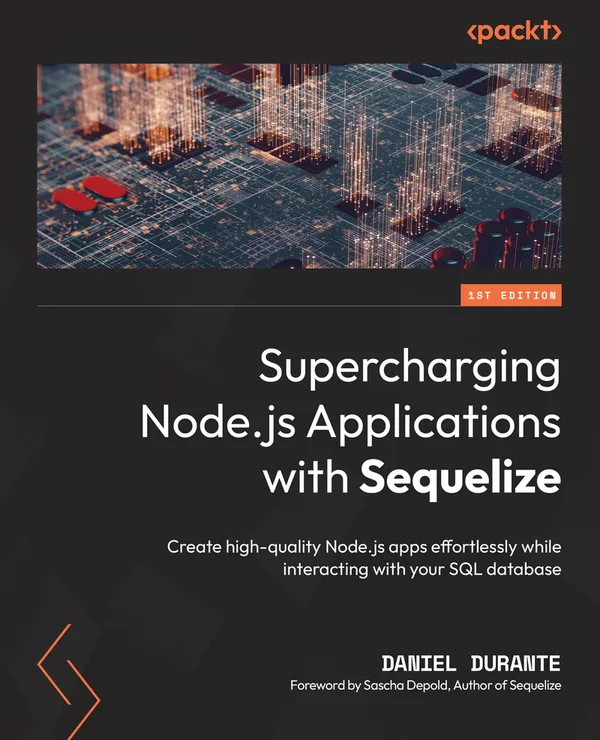 <packt>
1ST EDITION
Supercharging
Node.js Applications
with Sequelize
Create high-quality Node.js apps effortlessly while
interacting with your SQL database
DANIEL DURANTE
Foreword by Sascha Depold, Author of Sequelize